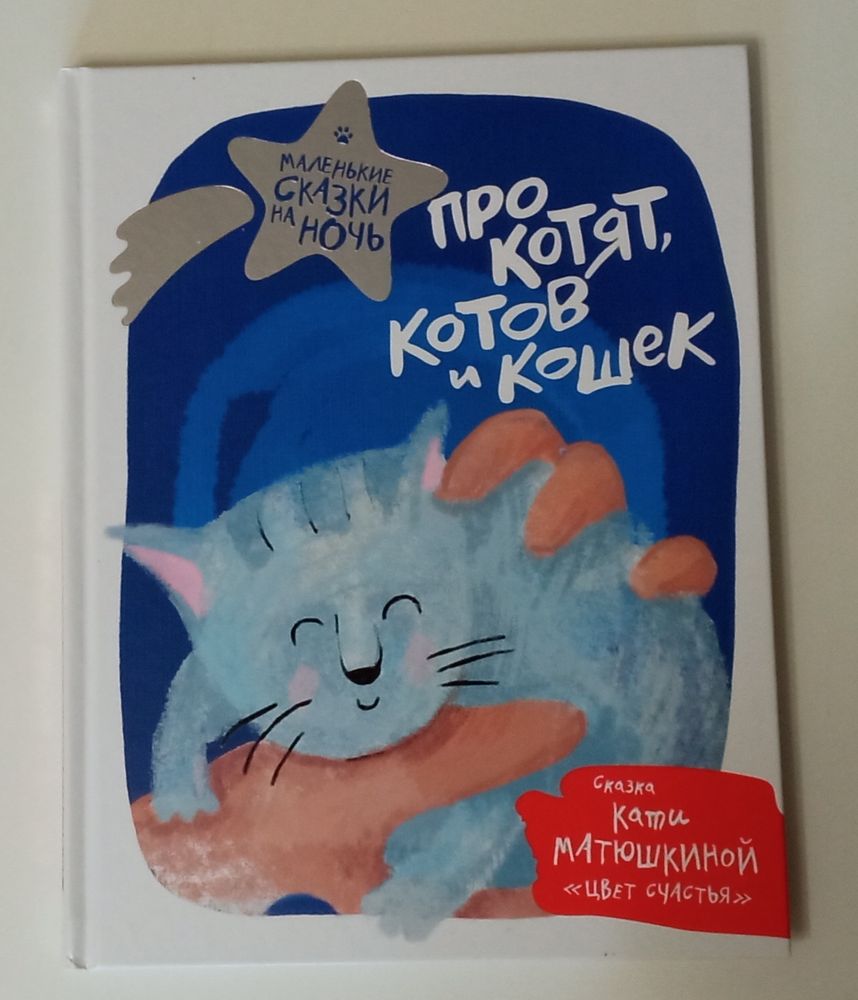 МАЛЕНЬКИЕ
СКАЗКИ
НА
НОЧЬ
ПРО
КОТЯТ,
КОТОВ
и КОШЕК
Сказка
Кати
МАТЮШКИНОЙ
«ЦВЕТ СЧАСТЬЯ»